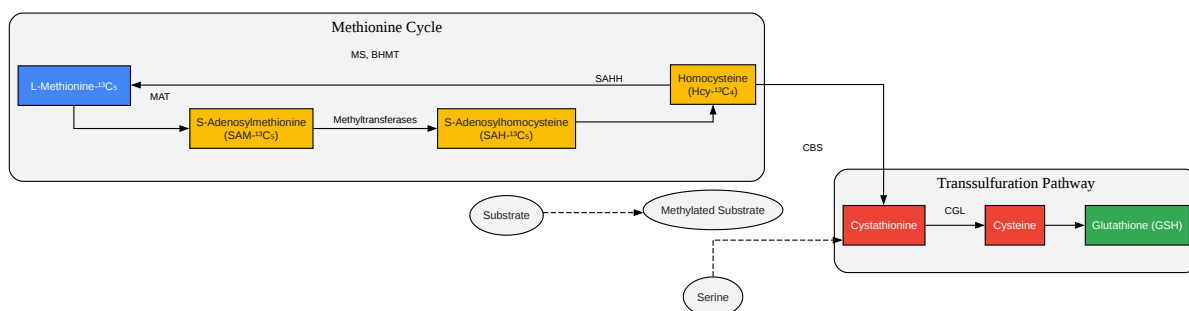 Methionine Cycle
MS, BHMT
L-Methionine-¹³C₅
SAHH
Homocysteine
(Hcy-¹³C₄)
MAT
S-Adenosylmethionine
(SAM-¹³C₅)
Methyltransferases
S-Adenosylhomocysteine
(SAH-¹³C₅)
CBS
Transsulfuration Pathway
Substrate
Methylated Substrate
Cystathionine
CGL
Cysteine
Glutathione (GSH)
Serine